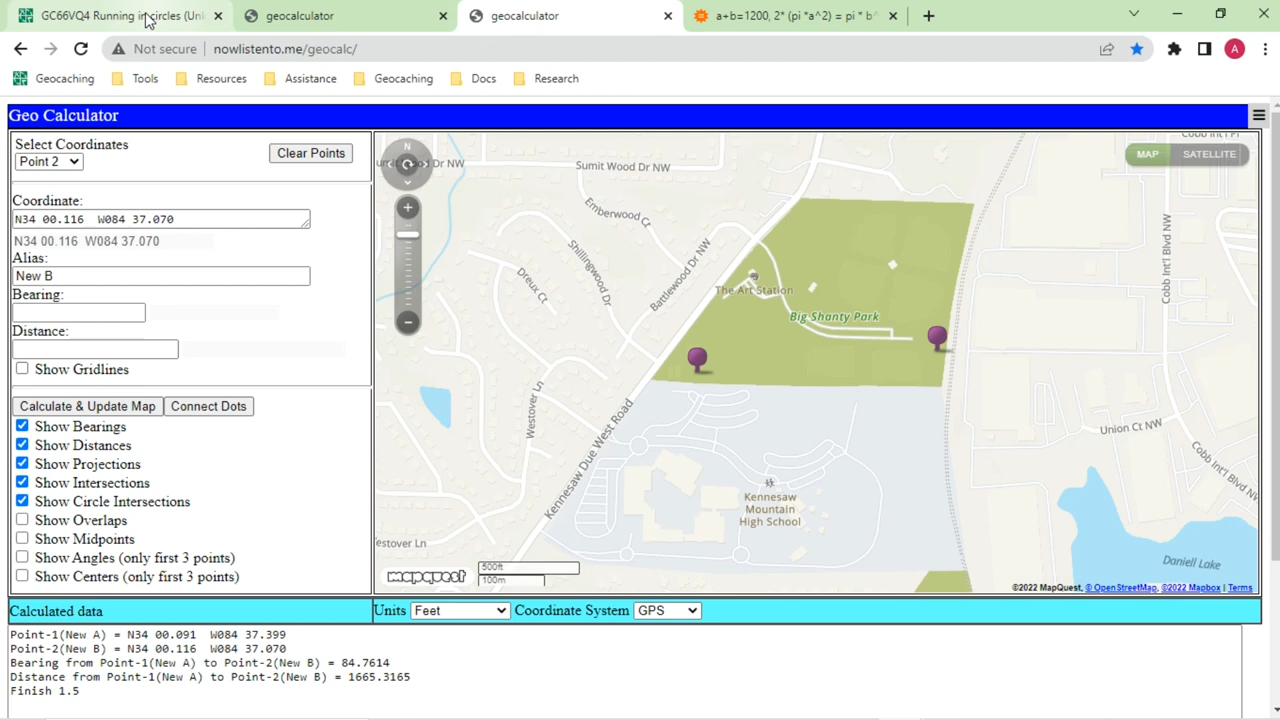 GC66VQ4 Running in circles (Unk
geocalculator
geocalculator
a+b=1200, 2* (pi *a^2) = pi * b^
Not secure
nowlistento.me/geocalc/
A
Geocaching
Tools
Resources
Assistance
Geocaching
Docs
Research
Geo Calculator
Select Coordinates
Point 2
Clear Points
Coordinate:
N34 00.116 W084 37.070
N34 00.116 W084 37.070
Alias:
New B
Bearing:
Distance:
Show Gridlines
Calculate & Update Map
Connect Dots
Show Bearings
Show Distances
Show Projections
Show Intersections
Show Circle Intersections
Show Overlaps
Show Midpoints
Show Angles (only first 3 points)
Show Centers (only first 3 points)
N
Sumit Wood Dr NW
MAP
SATELLITE
Emberwood Ct
Shillingwood Dr
Battlewood Dr NW
Dreux Ct
The Art Station
Big Shanty Park
Cobb Int'l Blvd NW
Westover Ln
Kennesaw Due West Road
Union Ct NW
Cobb Int'l Blvd NW
Kennesaw
Mountain
High School
estover Ln
Daniell Lake
mapquest
500ft
100m
©2022 MapQuest, © OpenStreetMap, ©2022 Mapbox | Terms
Calculated data
Units
Feet
Coordinate System
GPS
Point-1(New A) = N34 00.091 W084 37.399
Point-2(New B) = N34 00.116 W084 37.070
Bearing from Point-1(New A) to Point-2(New B) = 84.7614
Distance from Point-1(New A) to Point-2(New B) = 1665.3165
Finish 1.5